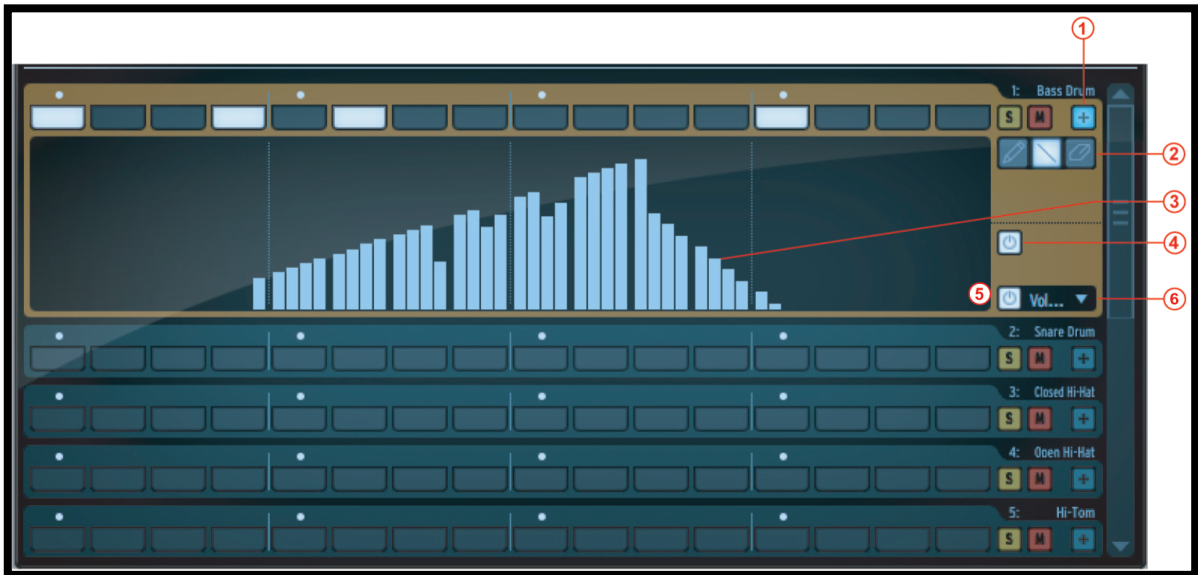 1
1: Bass Drum
S M +
2
3
4
5 Vol... 6
2: Snare Drum
S M +
3: Closed Hi-Hat
S M +
4: Open Hi-Hat
S M +
5: Hi-Tom
S M +